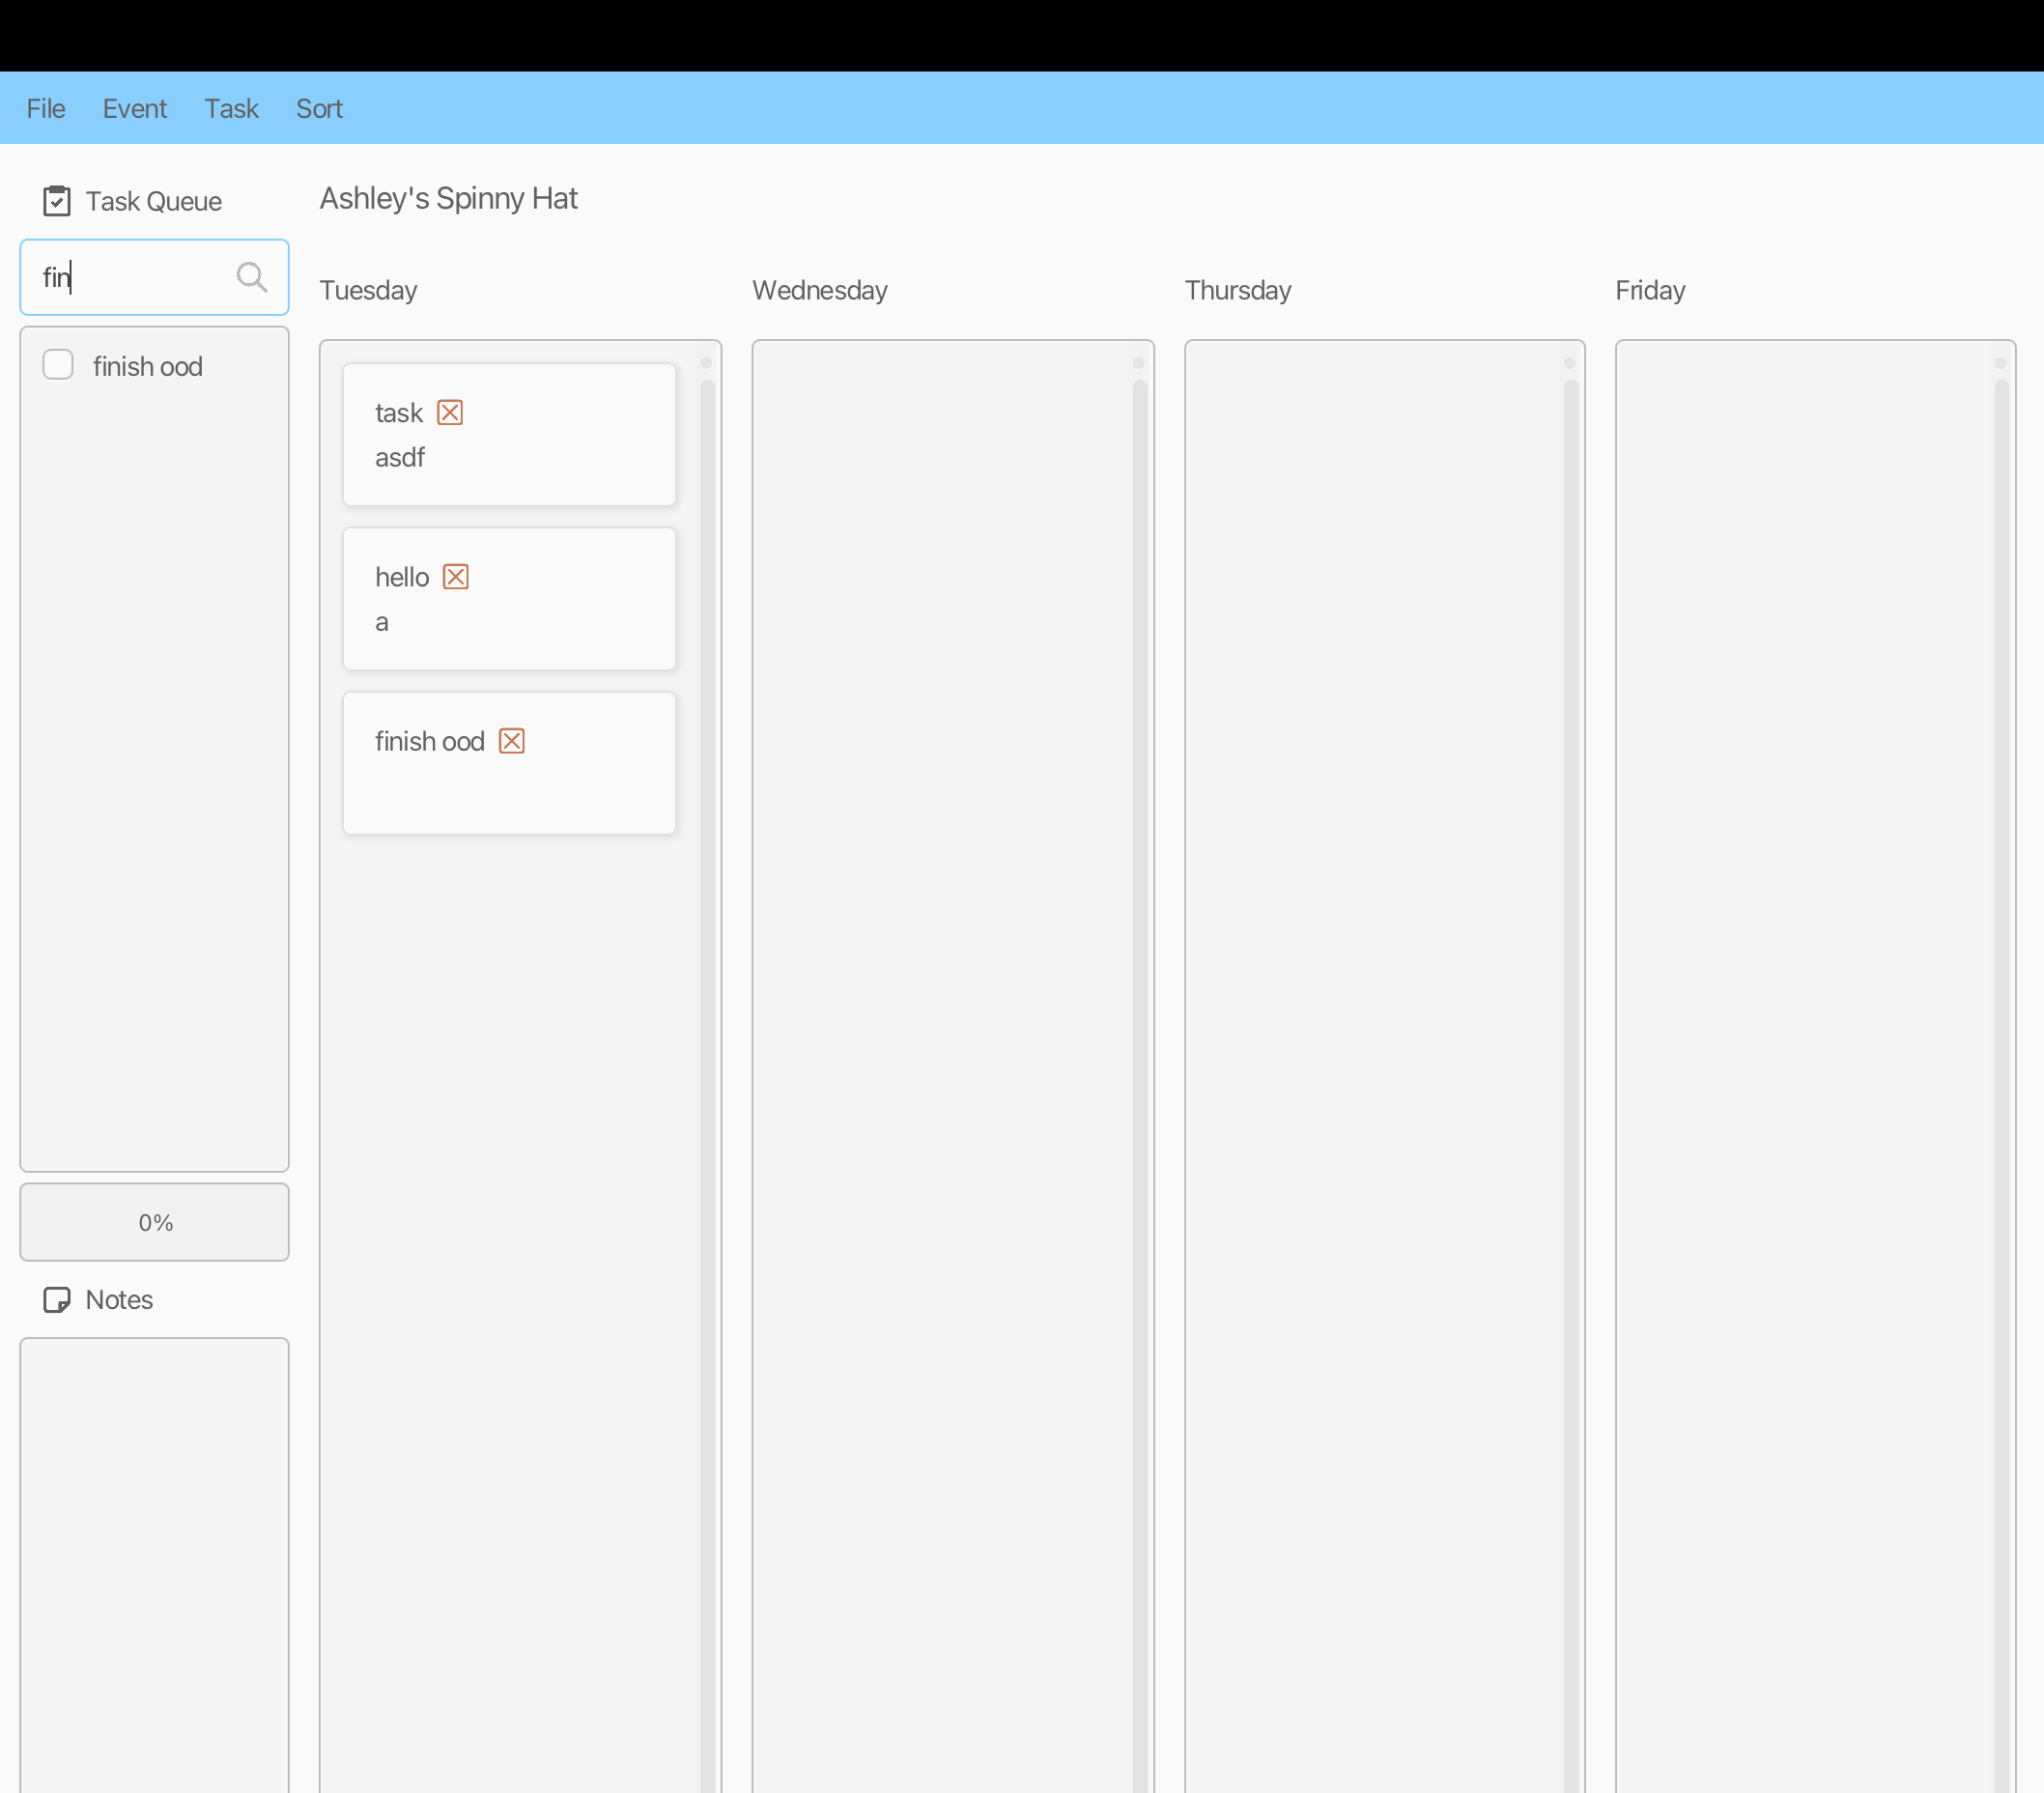 File Event Task Sort
Task Queue
fin
finish ood
0%
Notes
Ashley's Spinny Hat
Tuesday
task
asdf
hello
a
finish ood
Wednesday
Thursday
Friday